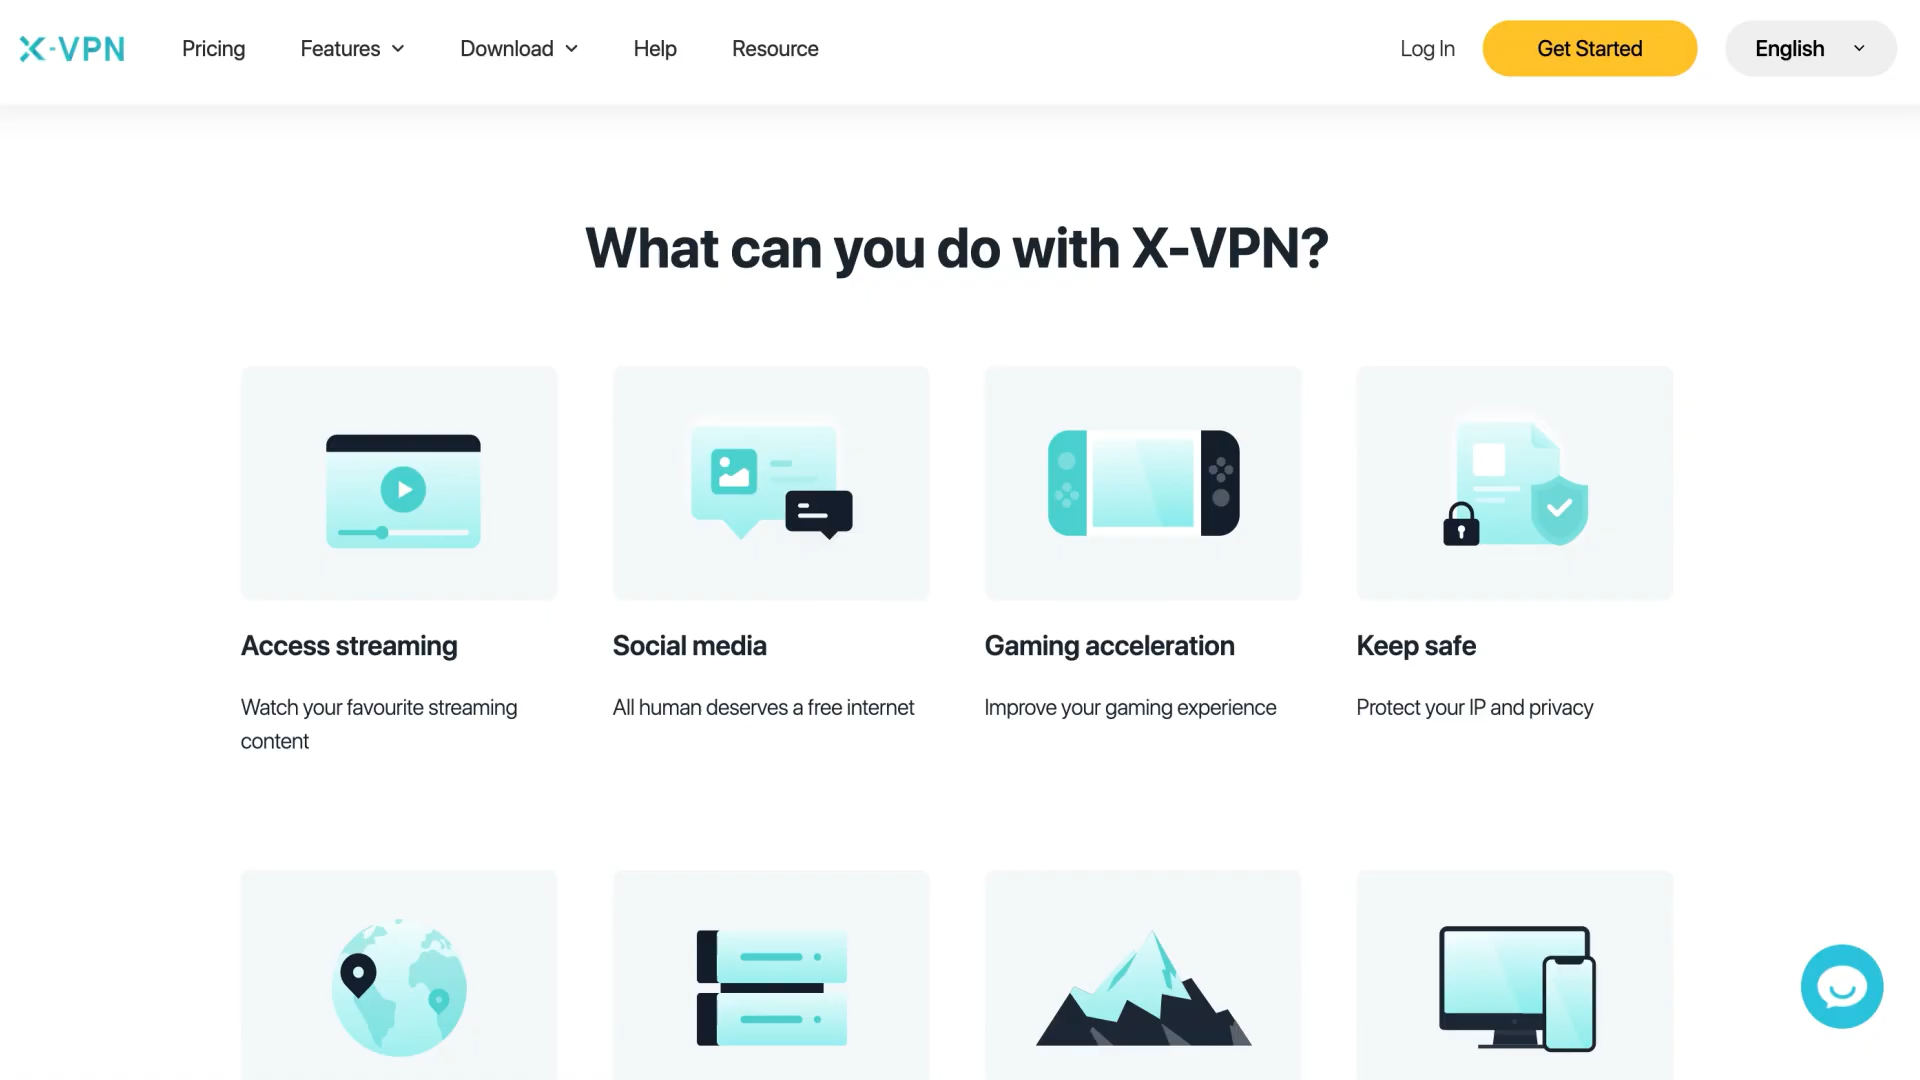 X-VPN
Pricing
Features
Download
Help
Resource
Log In
Get Started
English
What can you do with X-VPN?
Access streaming
Watch your favourite streaming
content
Social media
All human deserves a free internet
Gaming acceleration
Improve your gaming experience
Keep safe
Protect your IP and privacy